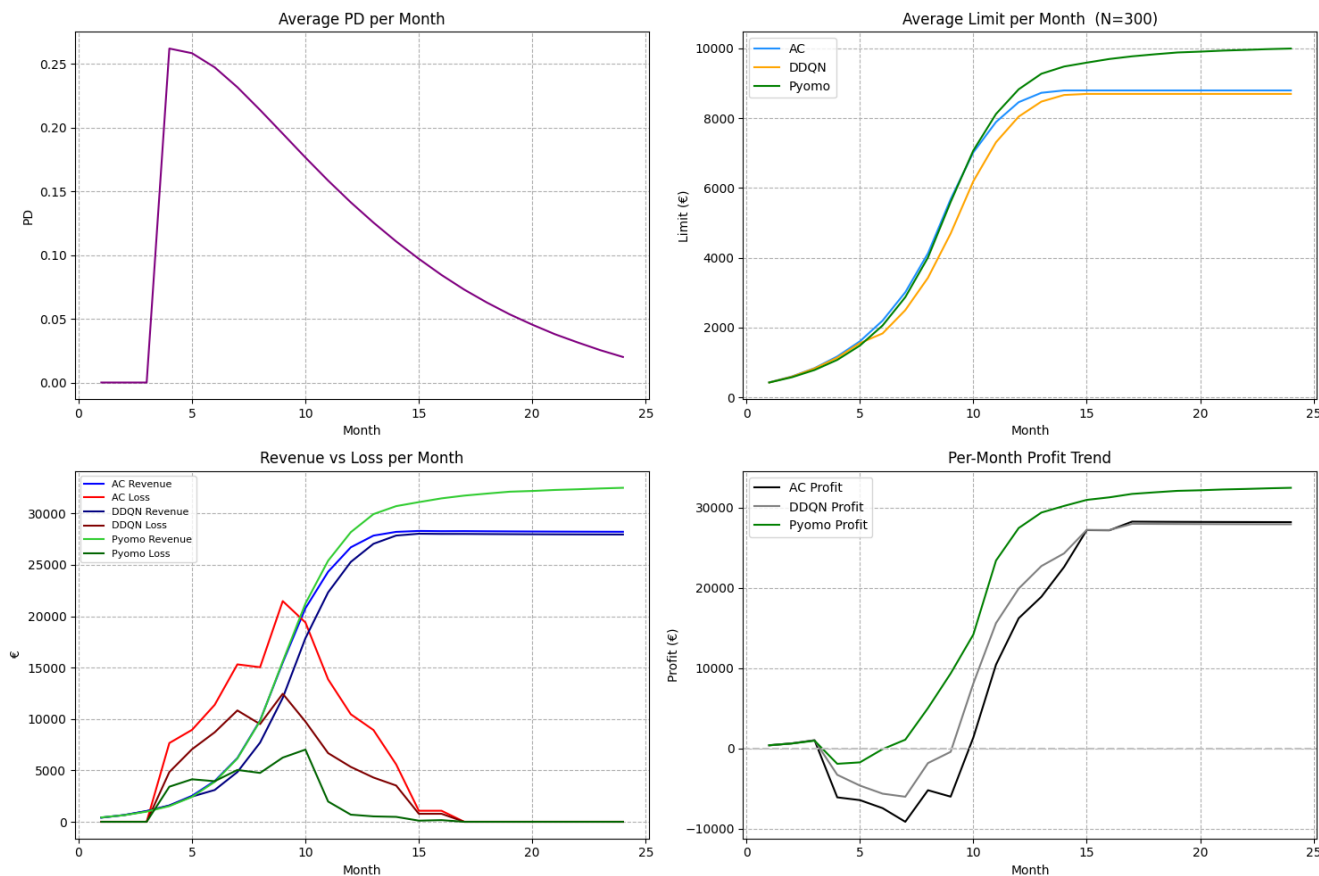 Average PD per Month
PD
0.25
0.20
0.15
0.10
0.05
0.00
0 5 10 15 20 25
Month
Average Limit per Month (N=300)
AC
DDQN
Pyomo
Limit (€)
10000
8000
6000
4000
2000
0
0 5 10 15 20 25
Month
Revenue vs Loss per Month
AC Revenue
AC Loss
DDQN Revenue
DDQN Loss
Pyomo Revenue
Pyomo Loss
€
30000
25000
20000
15000
10000
5000
0
0 5 10 15 20 25
Month
Per-Month Profit Trend
AC Profit
DDQN Profit
Pyomo Profit
Profit (€)
30000
20000
10000
0
−10000
0 5 10 15 20 25
Month